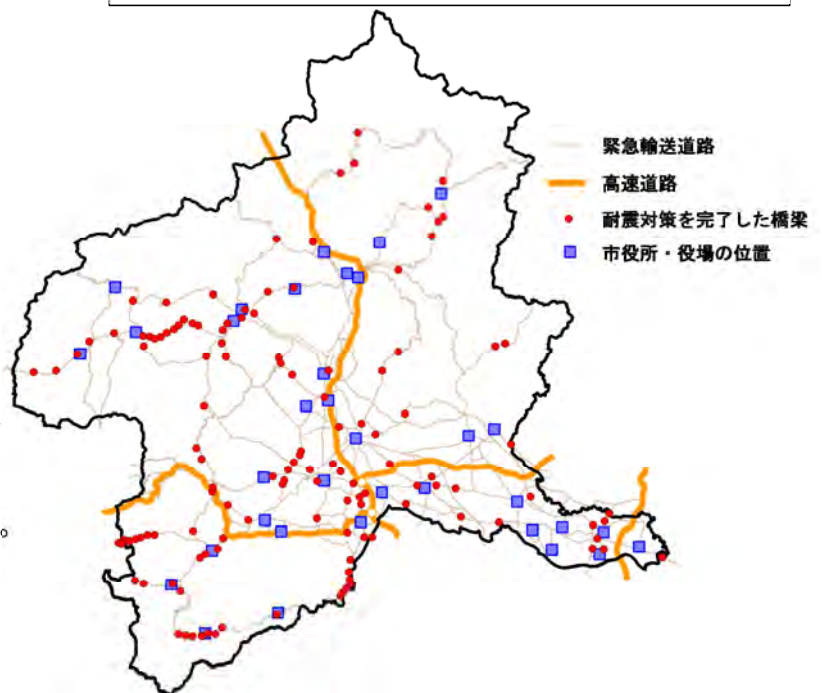 緊急輸送道路
高速道路
耐震対策を完了した橋梁
市役所・役場の位置
。